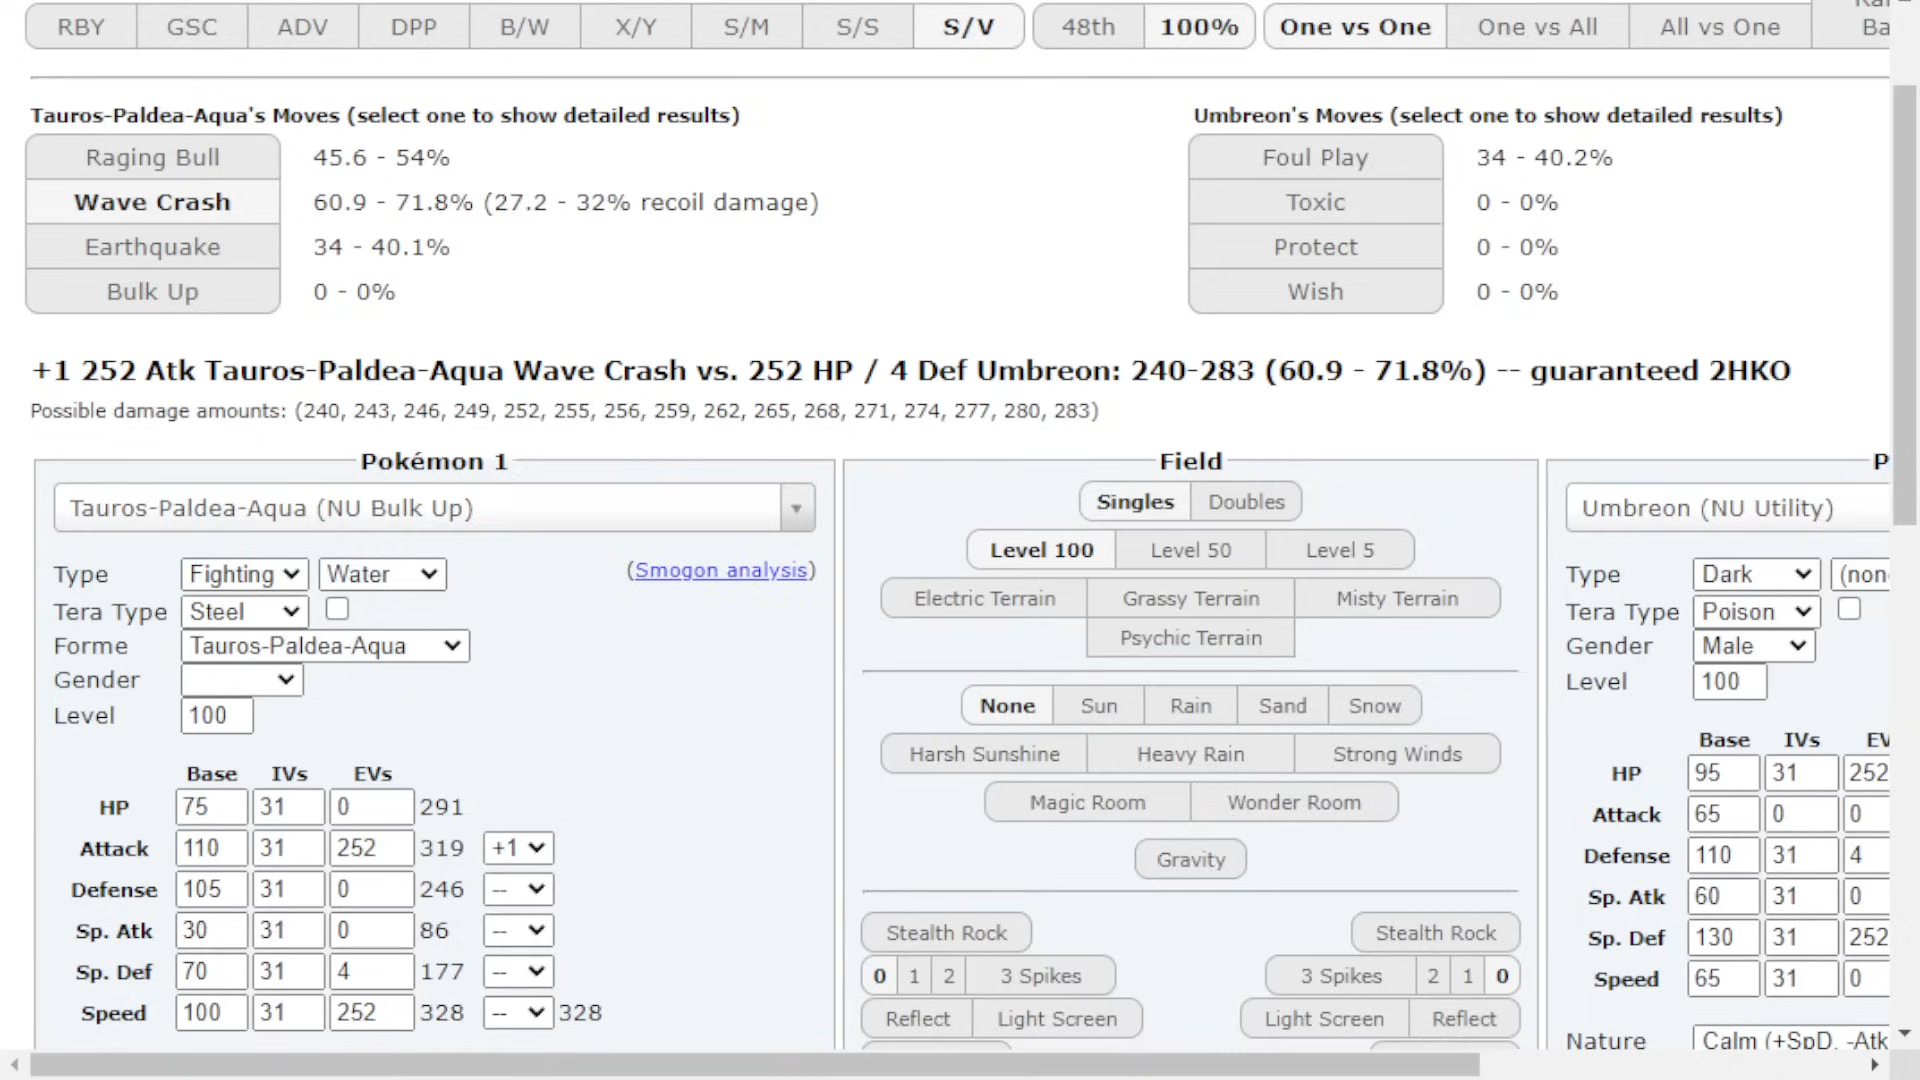 RBY GSC ADV DPP B/W X/Y S/M S/S S/V 48th 100% One vs One One vs All All vs One
Ba
Tauros-Paldea-Aqua's Moves (select one to show detailed results)
Raging Bull 45.6 - 54%
Wave Crash 60.9 - 71.8% (27.2 - 32% recoil damage)
Earthquake 34 - 40.1%
Bulk Up 0 - 0%
Umbreon's Moves (select one to show detailed results)
Foul Play 34 - 40.2%
Toxic 0 - 0%
Protect 0 - 0%
Wish 0 - 0%
+1 252 Atk Tauros-Paldea-Aqua Wave Crash vs. 252 HP / 4 Def Umbreon: 240-283 (60.9 - 71.8%) -- guaranteed 2HKO
Possible damage amounts: (240, 243, 246, 249, 252, 255, 256, 259, 262, 265, 268, 271, 274, 277, 280, 283)
Pokémon 1
Tauros-Paldea-Aqua (NU Bulk Up)
Type Fighting Water (Smogon analysis)
Tera Type Steel
Forme Tauros-Paldea-Aqua
Gender
Level 100
Base IVs EVs
HP 75 31 0 291
Attack 110 31 252 319 +1
Defense 105 31 0 246 --
Sp. Atk 30 31 0 86 --
Sp. Def 70 31 4 177 --
Speed 100 31 252 328 -- 328
Field
Singles Doubles
Level 100 Level 50 Level 5
Electric Terrain Grassy Terrain Misty Terrain
Psychic Terrain
None Sun Rain Sand Snow
Harsh Sunshine Heavy Rain Strong Winds
Magic Room Wonder Room
Gravity
Stealth Rock Stealth Rock
0 1 2 3 Spikes 3 Spikes 2 1 0
Reflect Light Screen Light Screen Reflect
P
Umbreon (NU Utility)
Type Dark (non
Tera Type Poison
Gender Male
Level 100
Base IVs EV
HP 95 31 252
Attack 65 0 0
Defense 110 31 4
Sp. Atk 60 31 0
Sp. Def 130 31 252
Speed 65 31 0
Nature Calm (+SpD, -Atk